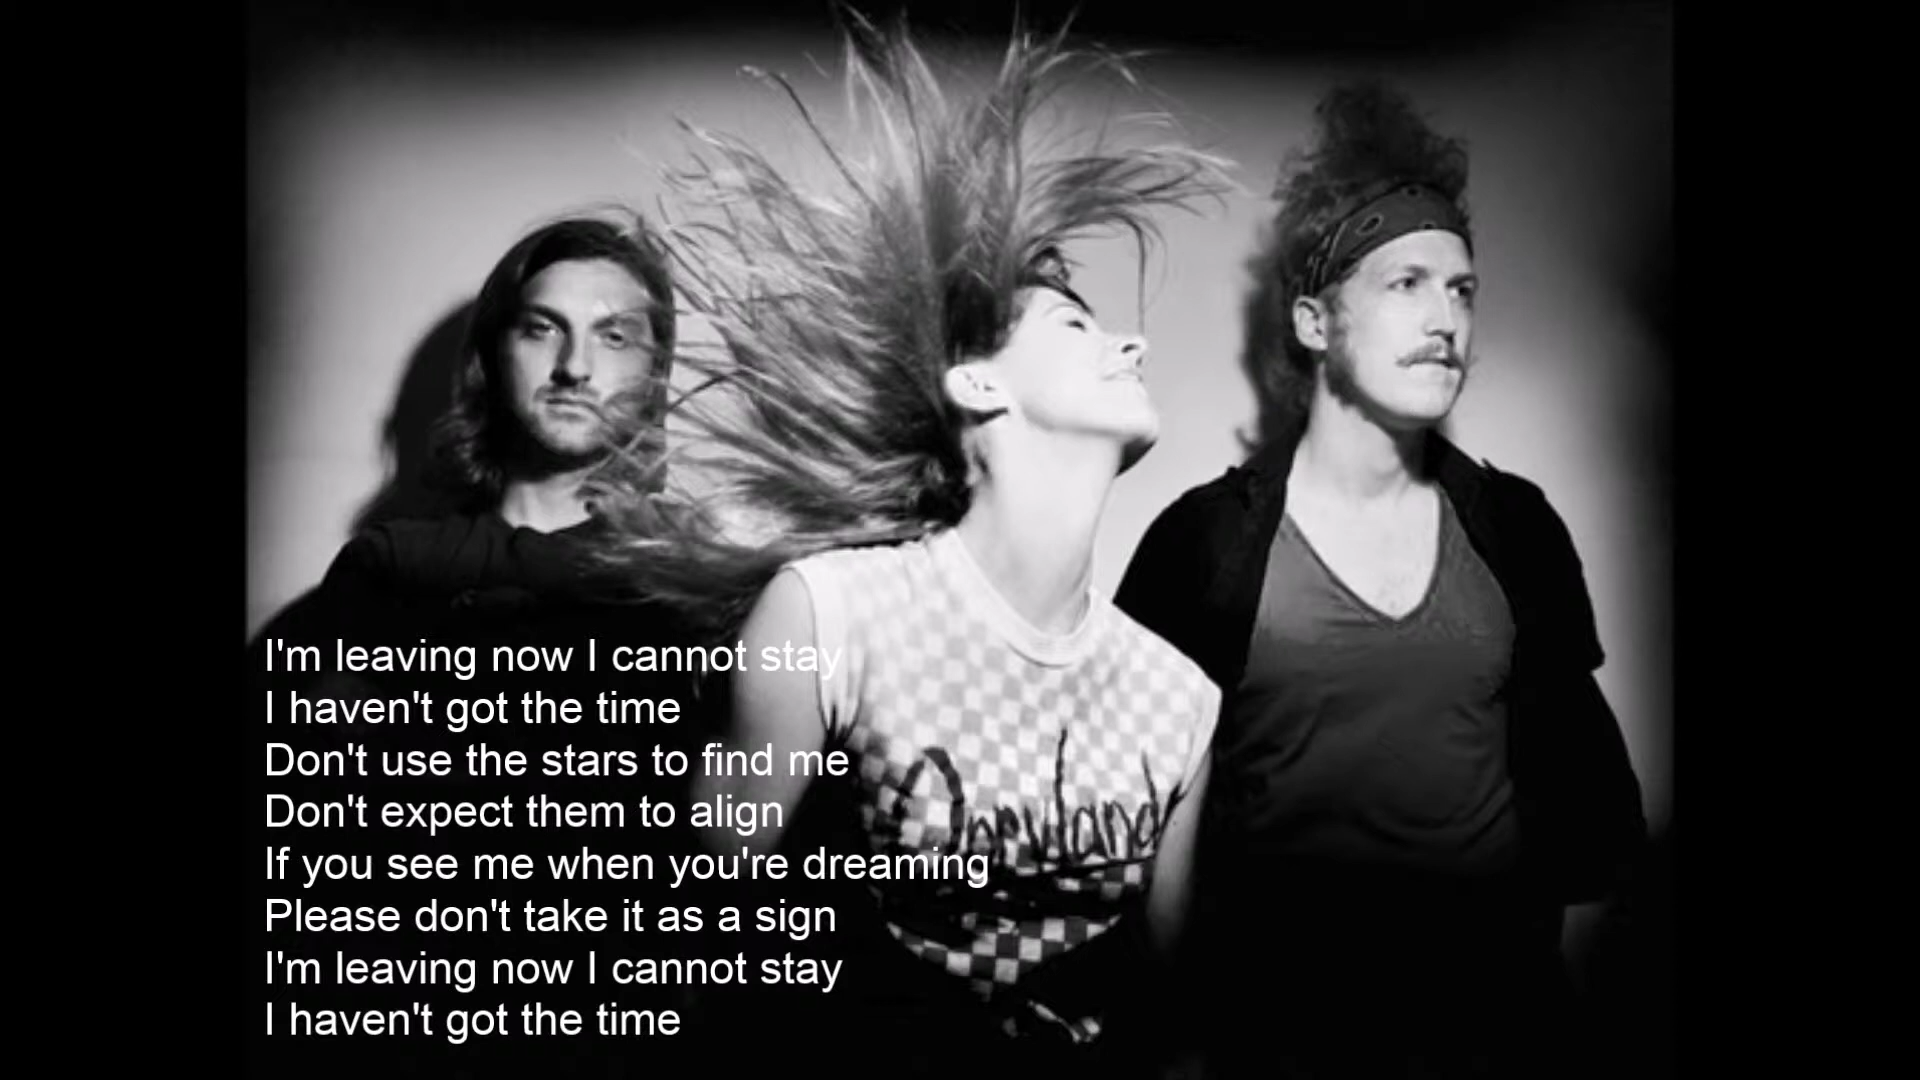 I'm leaving now I cannot stay
I haven't got the time
Don't use the stars to find me
Don't expect them to align
If you see me when you're dreaming
Please don't take it as a sign
I'm leaving now I cannot stay
I haven't got the time